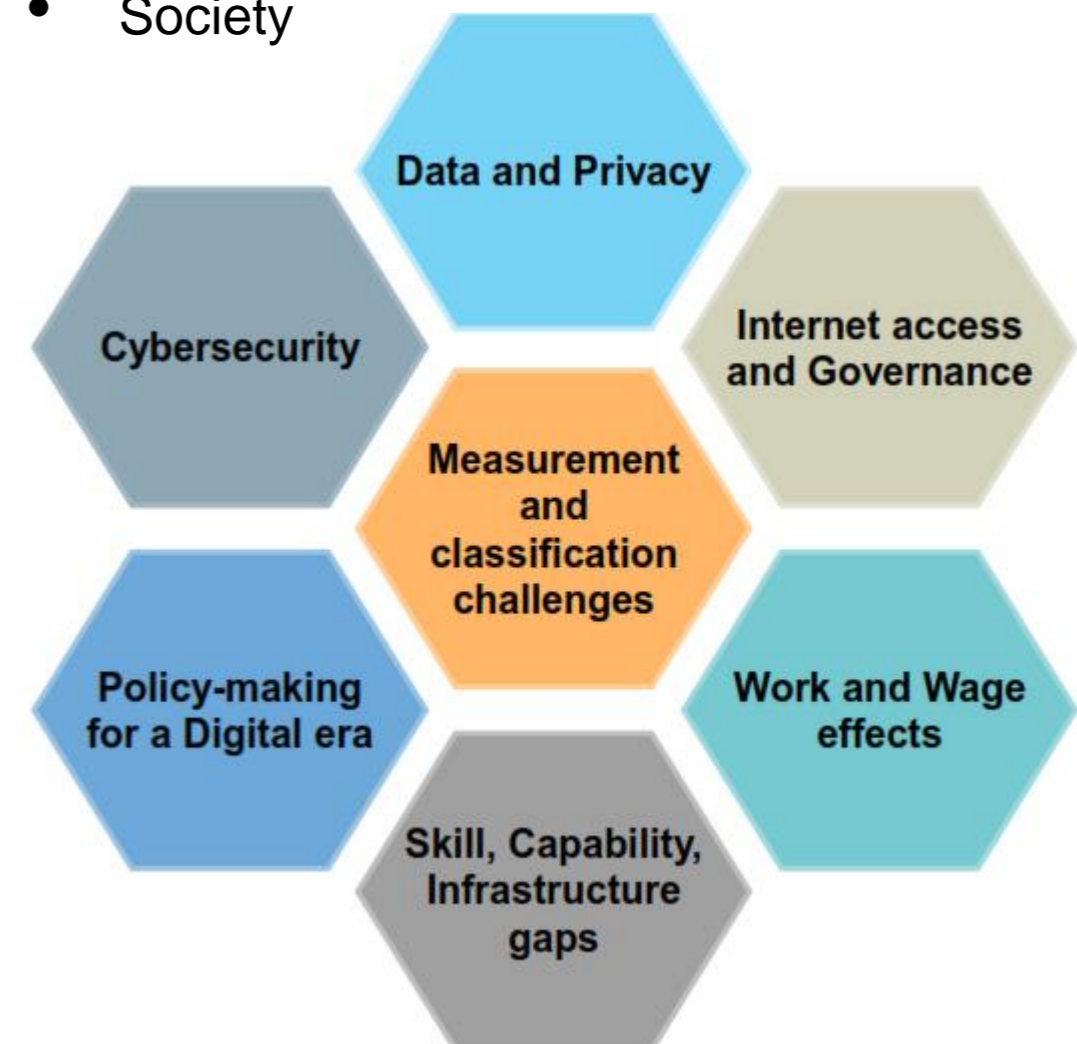 • Society
Data and Privacy
Cybersecurity
Internet access
and Governance
Measurement
and
classification
challenges
Policy-making
for a Digital era
Work and Wage
effects
Skill, Capability,
Infrastructure
gaps